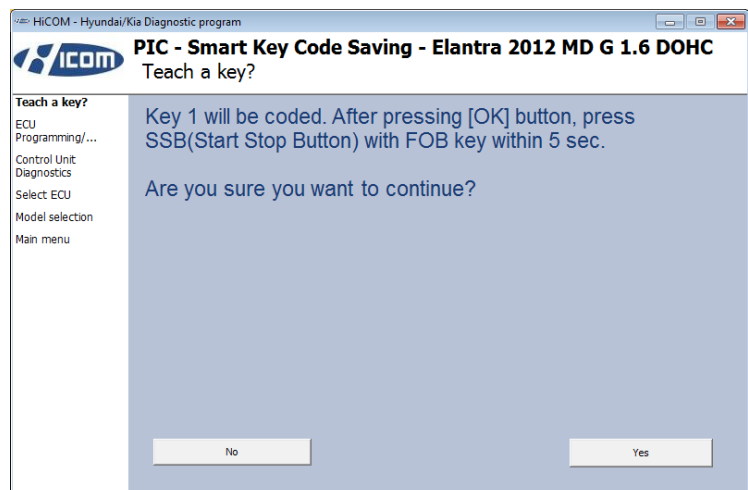 HiCOM - Hyundai/Kia Diagnostic program
Hicom
PIC - Smart Key Code Saving - Elantra 2012 MD G 1.6 DOHC
Teach a key?
Teach a key?
ECU
Programming/...
Control Unit
Diagnostics
Select ECU
Model selection
Main menu
Key 1 will be coded. After pressing [OK] button, press
SSB(Start Stop Button) with FOB key within 5 sec.
Are you sure you want to continue?
No
Yes